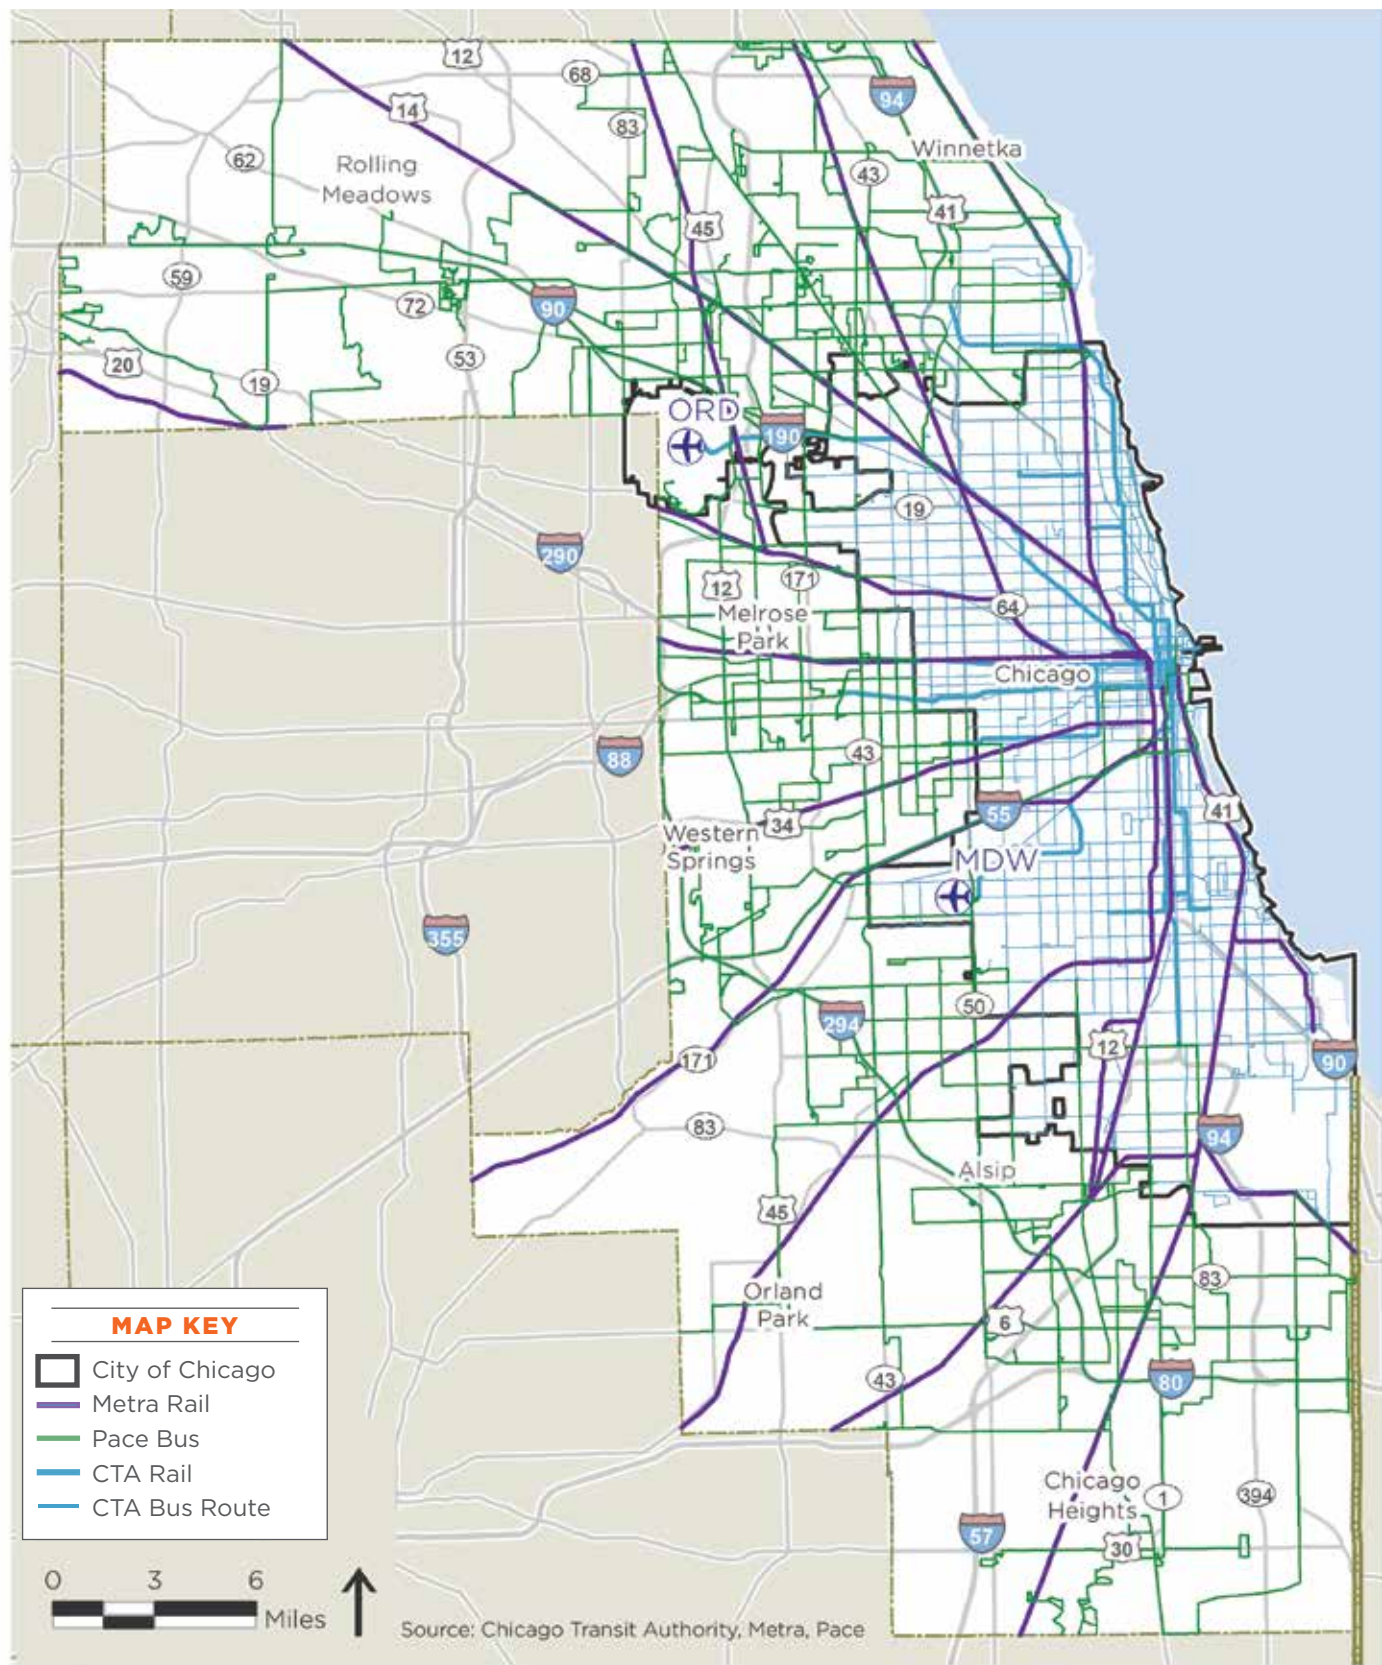 12
68
14
94
83
Winnetka
62
Rolling
Meadows
43
41
45
59
72
90
20
53
19
ORD
190
19
290
12
171
64
Melrose
Park
Chicago
88
43
55
41
34
Western
Springs
MDW
355
50
294
12
171
90
83
94
Alsip
45
83
Orland
Park
6
43
80
MAP KEY
City of Chicago
Metra Rail
Pace Bus
CTA Rail
CTA Bus Route
Chicago
Heights
1
394
57
30
0 3 6
Miles
Source: Chicago Transit Authority, Metra, Pace